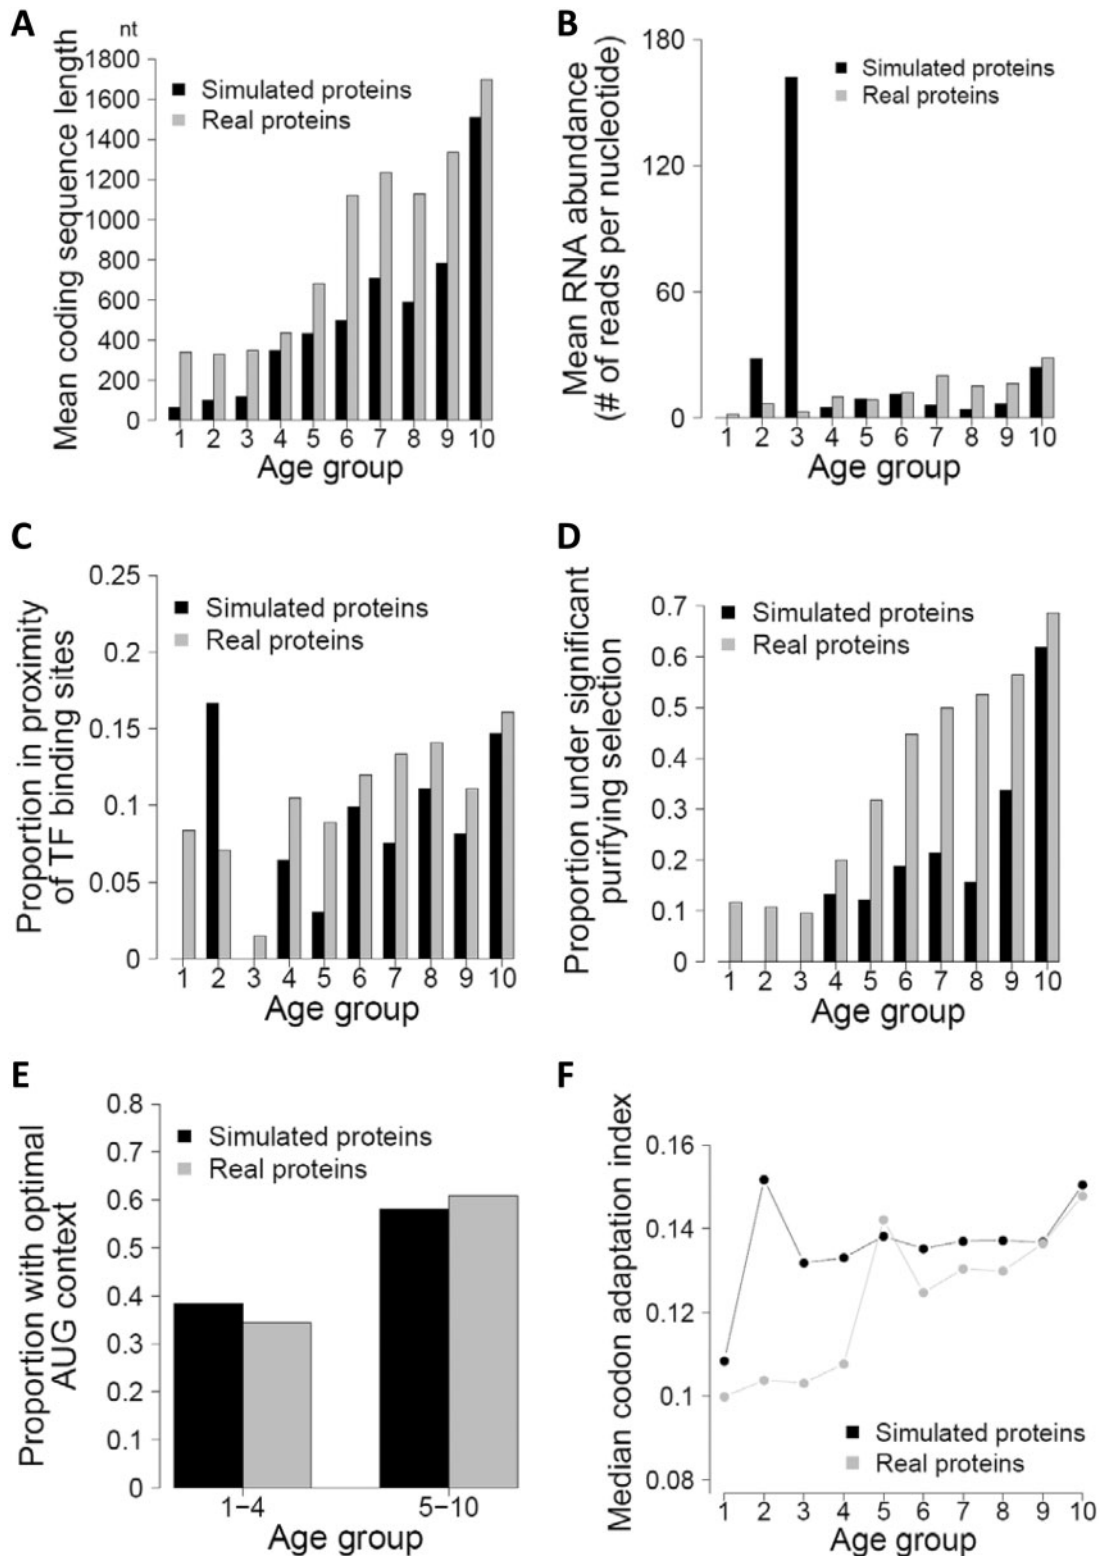 A
nt
Mean coding sequence length
1800
1600
1400
1200
1000
800
600
400
200
0
Simulated proteins
Real proteins
1 2 3 4 5 6 7 8 9 10
Age group
B
Mean RNA abundance
(# of reads per nucleotide)
180
120
60
0
Simulated proteins
Real proteins
1 2 3 4 5 6 7 8 9 10
Age group
C
Proportion in proximity
of TF binding sites
0.25
0.2
0.15
0.1
0.05
0
Simulated proteins
Real proteins
1 2 3 4 5 6 7 8 9 10
Age group
D
Proportion under significant
purifying selection
0.7
0.6
0.5
0.4
0.3
0.2
0.1
0
Simulated proteins
Real proteins
1 2 3 4 5 6 7 8 9 10
Age group
E
Proportion with optimal
AUG context
0.8
0.7
0.6
0.5
0.4
0.3
0.2
0.1
0
Simulated proteins
Real proteins
1−4 5−10
Age group
F
Median codon adaptation index
0.16
0.14
0.12
0.1
0.08
Simulated proteins
Real proteins
1 2 3 4 5 6 7 8 9 10
Age group